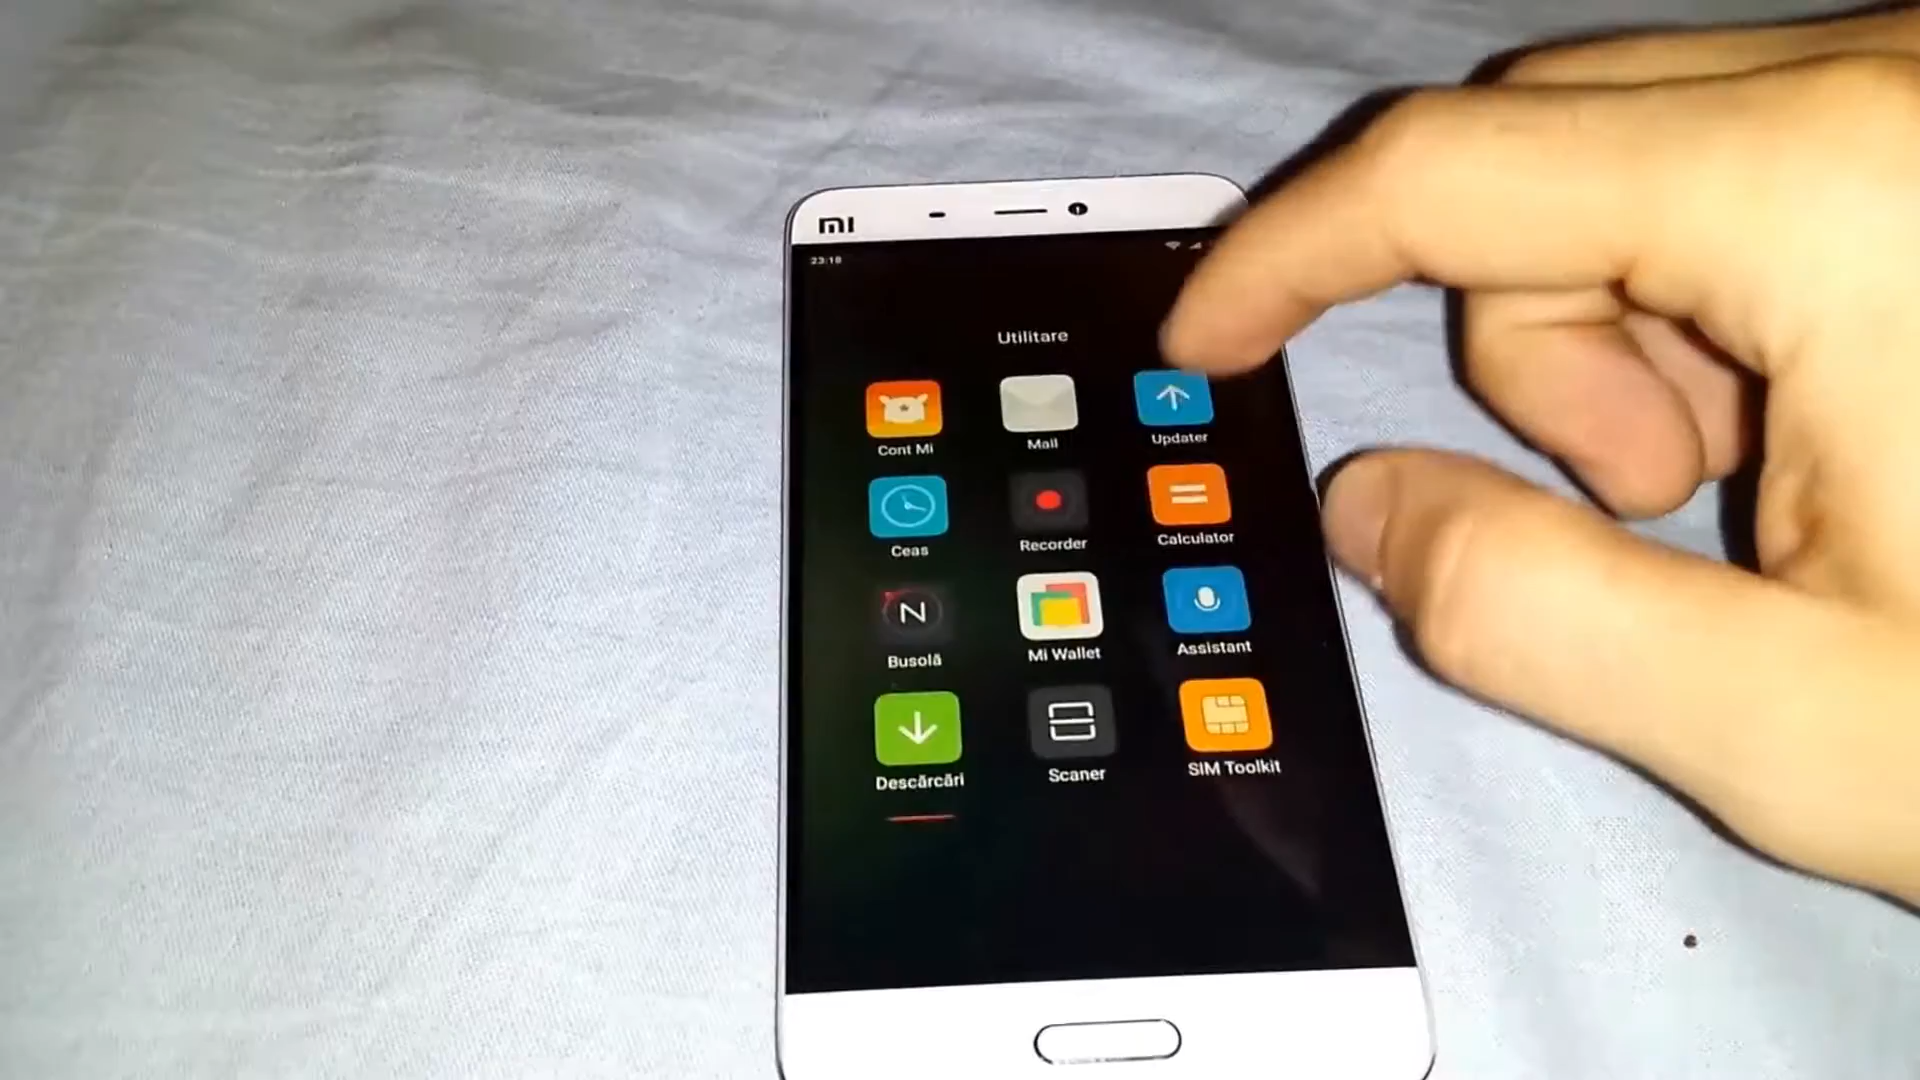 MI
23:18
Utilitare
Cont Mi
Mail
Updater
Ceas
Recorder
Calculator
N
Busolă
Mi Wallet
Assistant
Descărcări
Scaner
SIM Toolkit